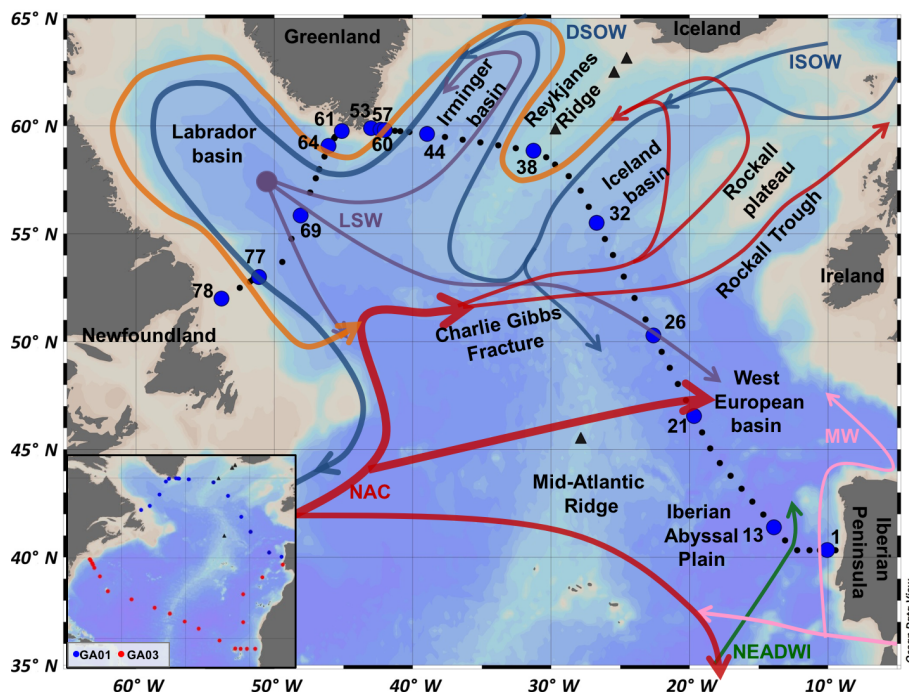 65° N
60° N
55° N
50° N
45° N
40° N
35° N
Greenland
DSOW
Iceland
ISOW
Reykjanes
Ridge
Irminger
basin
53
57
61
64
60
44
38
Labrador
basin
Iceland
basin
Rockall
plateau
Rockall Trough
32
LSW
69
77
78
Ireland
Newfoundland
Charlie Gibbs
Fracture
26
West
European
basin
21
MW
NAC
Mid-Atlantic
Ridge
Iberian
Abyssal
Plain
13
1
Iberian
Peninsula
NEADWI
GA01
GA03
60° W
50° W
40° W
30° W
20° W
10° W